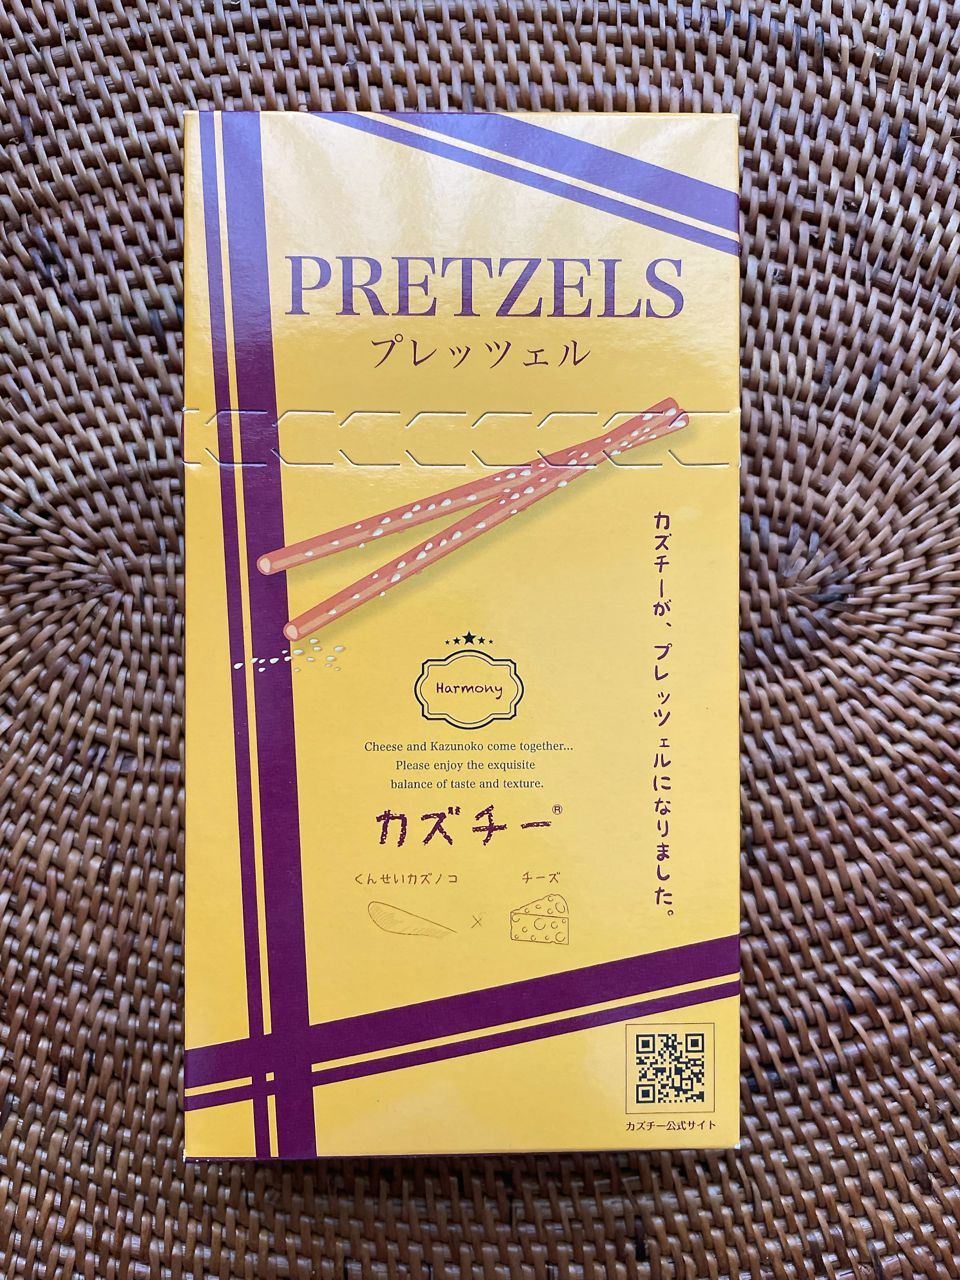 PRETZELS
プレッツェル
カズチーが、プレッツェルになりました。
Harmony
Cheese and Kazunoko come together...
Please enjoy the exquisite
balance of taste and texture.
カズチー®
くんせいカズノコ
チーズ
×
カズチー公式サイト